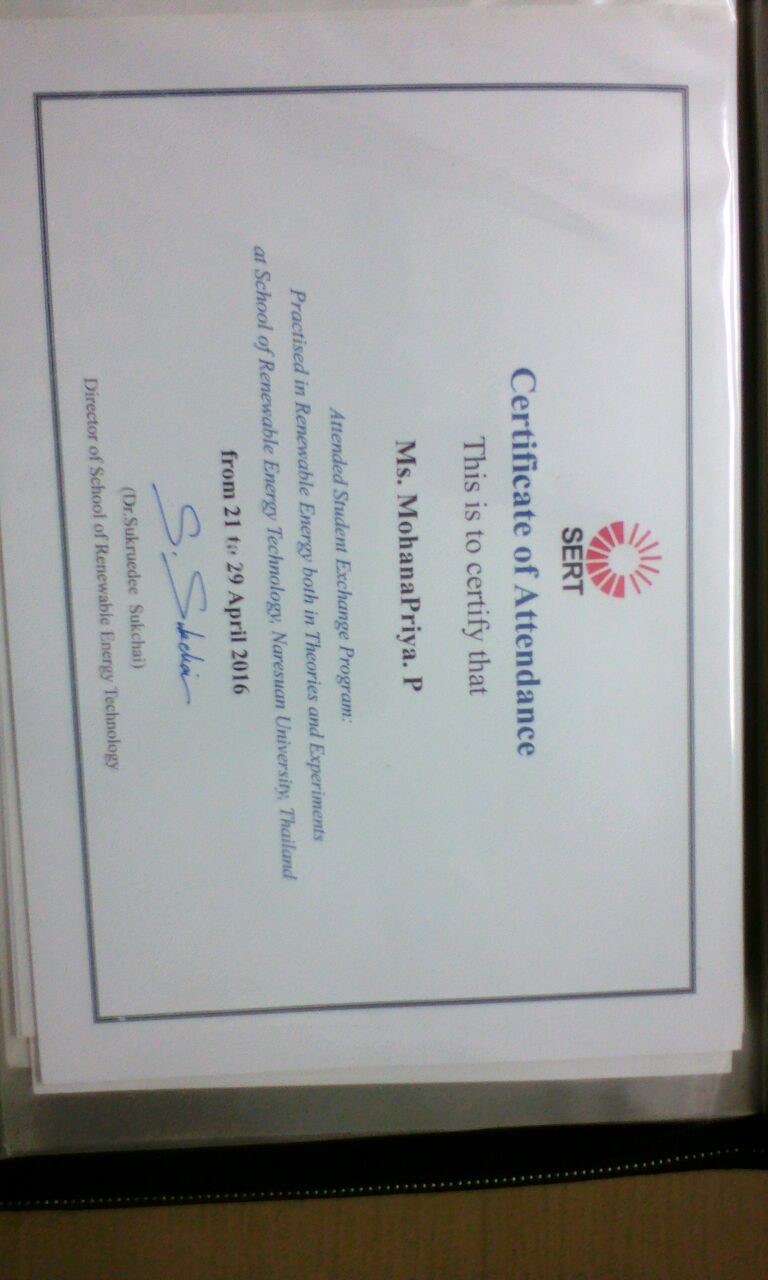 SERT
Certificate of Attendance
This is to certify that
Ms. MohanaPriya. P
Attended Student Exchange Program:
Practised in Renewable Energy both in Theories and Experiments
at School of Renewable Energy Technology, Naresuan University, Thailand
from 21 to 29 April 2016
S. Sukchai
(Dr.Sukruedee Sukchai)
Director of School of Renewable Energy Technology